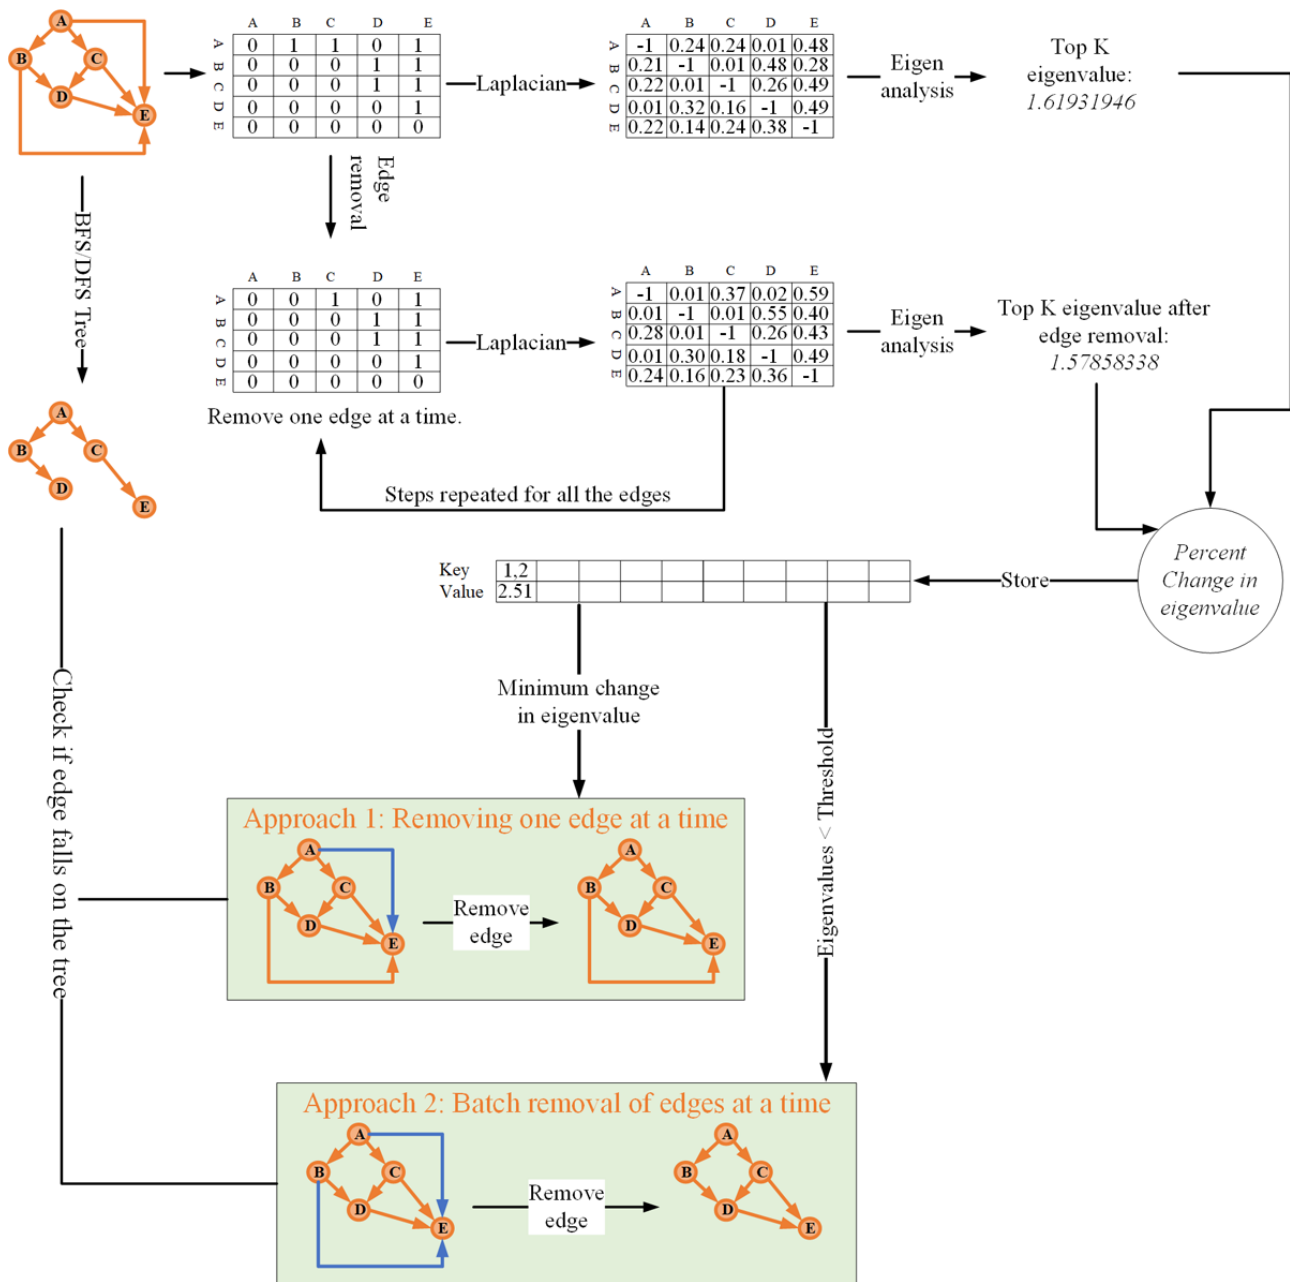 A B C D E
A 0 1 1 0 1
B 0 0 0 1 1
C 0 0 0 1 1
D 0 0 0 0 1
E 0 0 0 0 0
Laplacian
A B C D E
A -1 0.24 0.24 0.01 0.48
B 0.21 -1 0.01 0.48 0.28
C 0.22 0.01 -1 0.26 0.49
D 0.01 0.32 0.16 -1 0.49
E 0.22 0.14 0.24 0.38 -1
Eigen
analysis
Top K
eigenvalue:
1.61931946
A
B
C
D
E
BFS/DFS Tree
Edge
removal
A B C D E
A 0 0 1 0 1
B 0 0 0 1 1
C 0 0 0 1 1
D 0 0 0 0 1
E 0 0 0 0 0
Remove one edge at a time.
Laplacian
A B C D E
A -1 0.01 0.37 0.02 0.59
B 0.01 -1 0.01 0.55 0.40
C 0.28 0.01 -1 0.26 0.43
D 0.01 0.30 0.18 -1 0.49
E 0.24 0.16 0.23 0.36 -1
Eigen
analysis
Top K eigenvalue after
edge removal:
1.57858338
A
B
C
D
E
Steps repeated for all the edges
Percent
Change in
eigenvalue
Store
Key 1,2
Value 2.51
Minimum change
in eigenvalue
Eigenvalues < Threshold
Check if edge falls on the tree
Approach 1: Removing one edge at a time
A
B
C
D
E
Remove
edge
A
B
C
D
E
Approach 2: Batch removal of edges at a time
A
B
C
D
E
Remove
edge
A
B
C
D
E